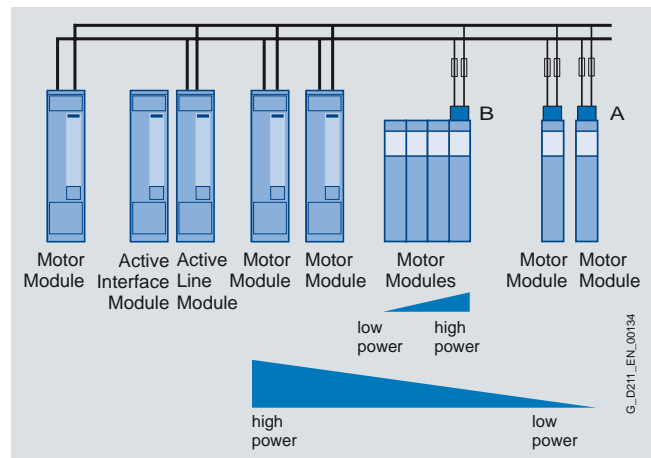 B
A
Motor
Module
Active
Interface
Module
Active
Line
Module
Motor
Module
Motor
Module
Motor
Modules
Motor
Module
Motor
Module
low
power
high
power
high
power
low
power
G_D211_EN_00134